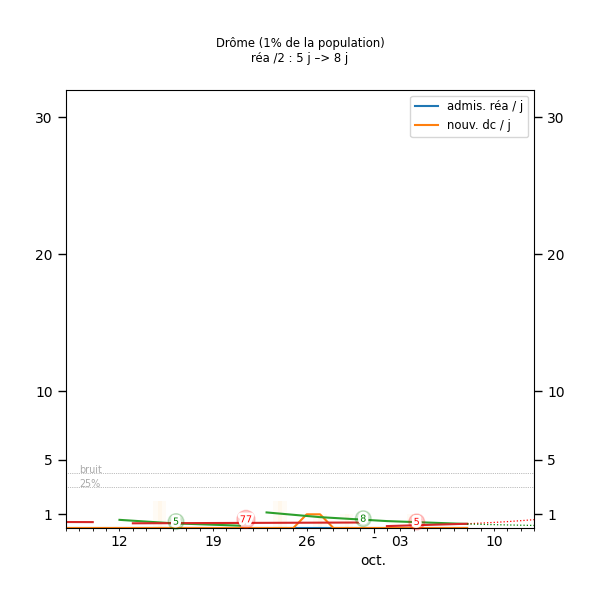 Drôme (1% de la population)
réa /2 : 5 j –> 8 j
admis. réa / j
nouv. dc / j
30 30
20 20
10 10
5 5
bruit
25%
1 1
5 77 8 5
12 19 26 - 03 10
oct.